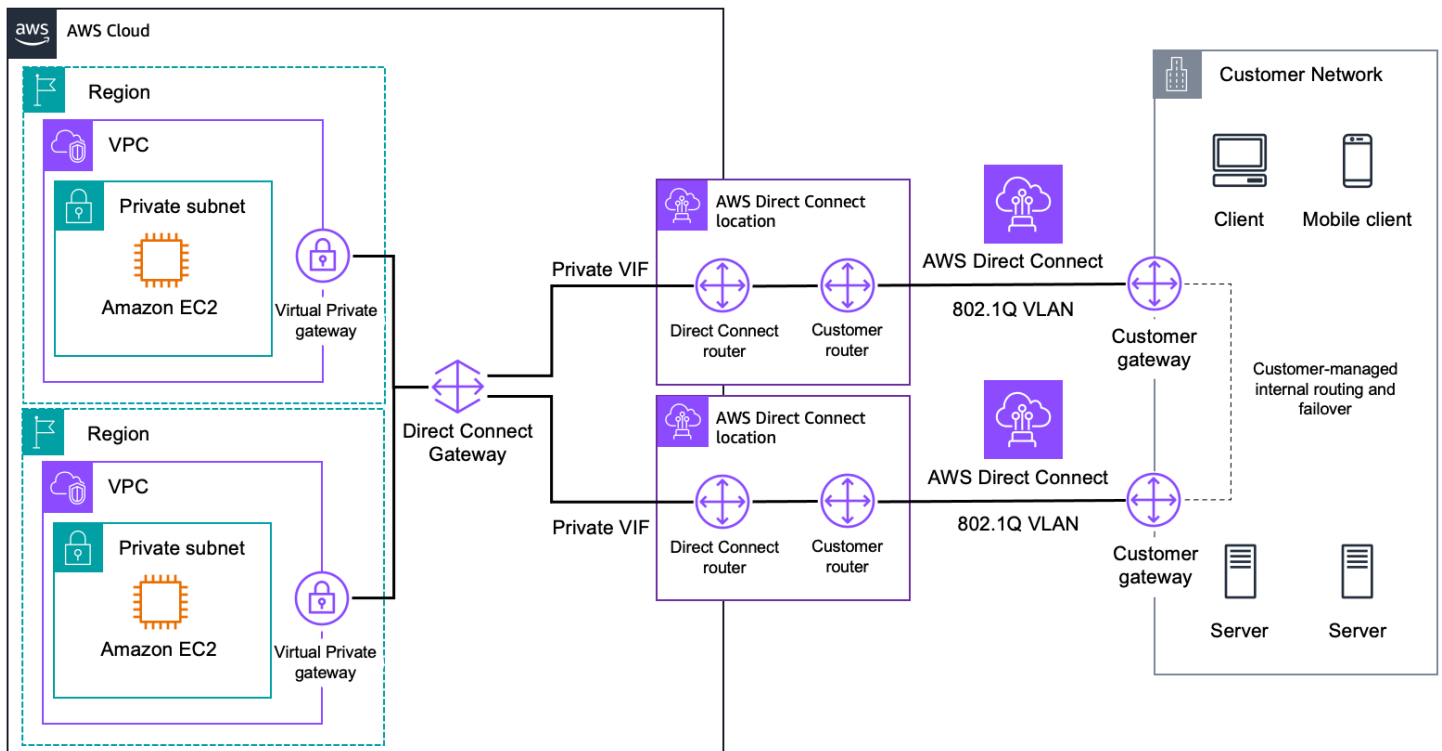 aws
AWS Cloud
Region
VPC
Private subnet
Amazon EC2
Virtual Private
gateway
Region
VPC
Private subnet
Amazon EC2
Virtual Private
gateway
Direct Connect
Gateway
Private VIF
Private VIF
AWS Direct Connect
location
Direct Connect
router
Customer
router
AWS Direct Connect
location
Direct Connect
router
Customer
router
AWS Direct Connect
802.1Q VLAN
AWS Direct Connect
802.1Q VLAN
Customer Network
Client
Mobile client
Customer
gateway
Customer-managed
internal routing and
failover
Customer
gateway
Server
Server